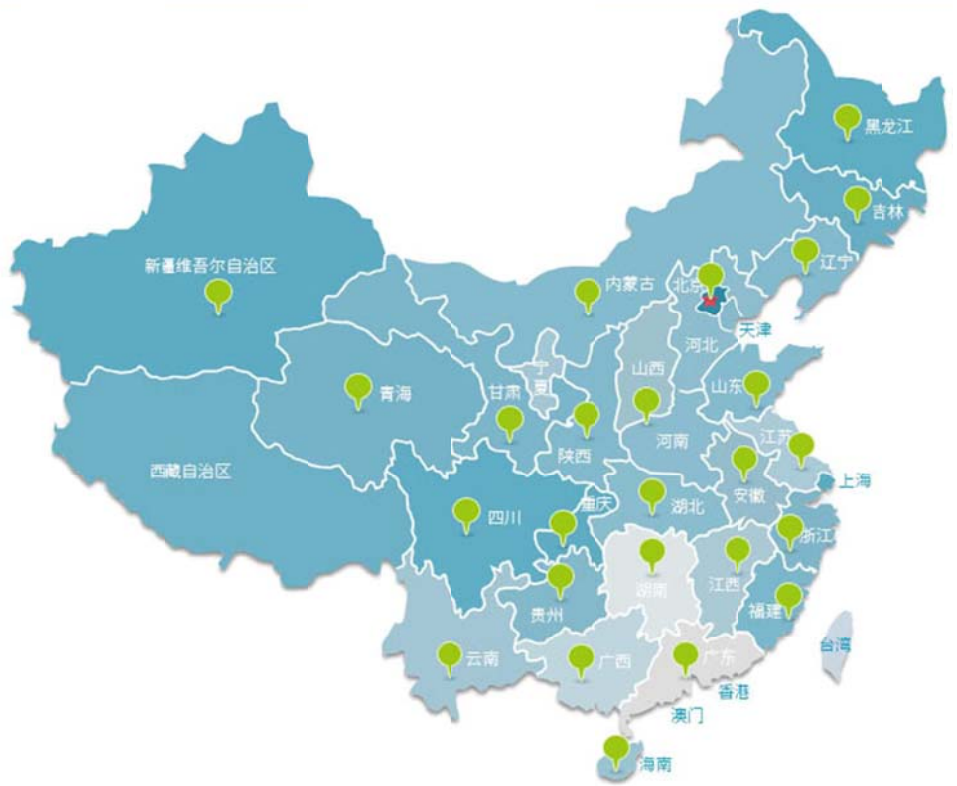 黑龙江
吉林
新疆维吾尔自治区
辽宁
内蒙古
北京
天津
河北
宁
夏
山西
山东
青海
甘肃
江苏
河南
陕西
西藏自治区
上海
安徽
重庆
湖北
四川
浙江
江西
湖南
贵州
福建
台湾
云南
广西
广东
香港
澳门
海南